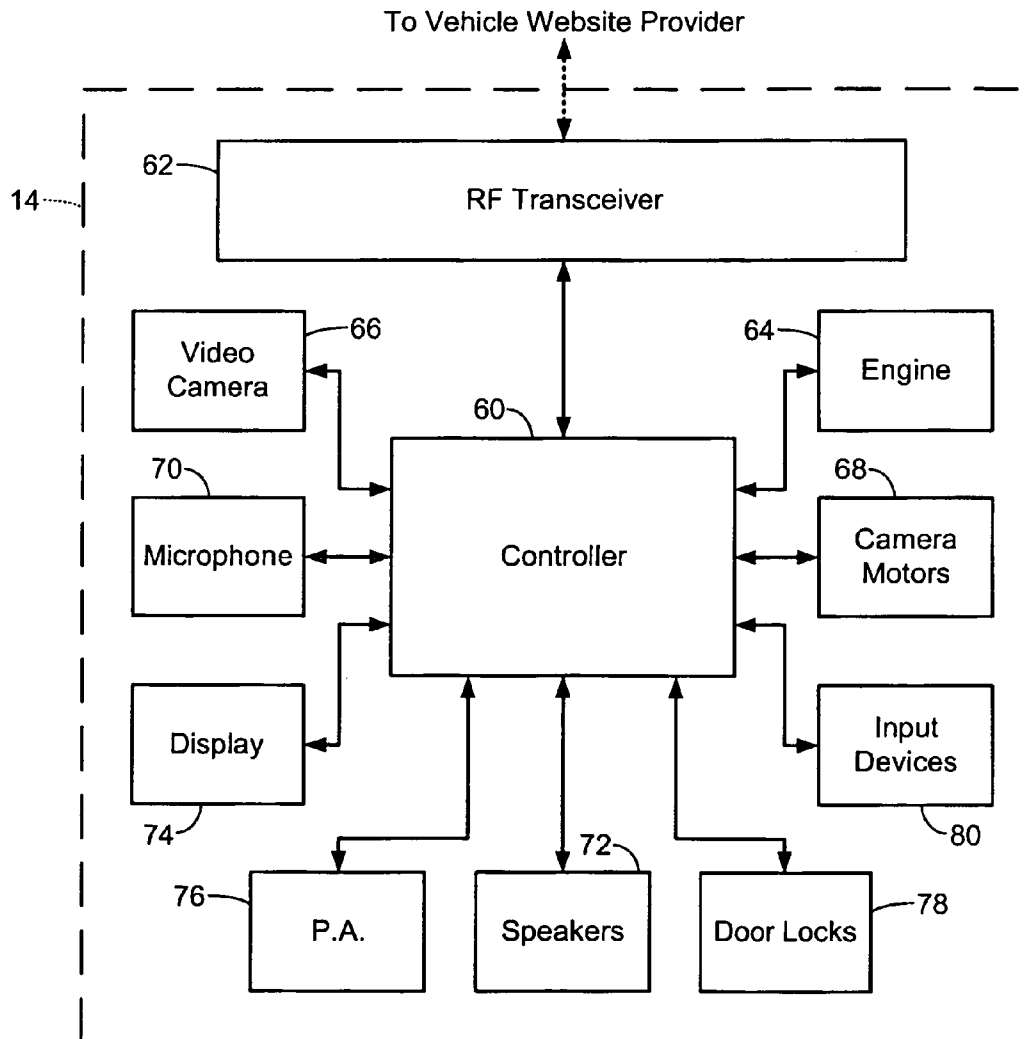 To Vehicle Website Provider
62
RF Transceiver
14
Video
Camera
66
64
Engine
60
70
Microphone
Controller
68
Camera
Motors
Display
74
Input
Devices
80
76
P.A.
72
Speakers
Door Locks
78